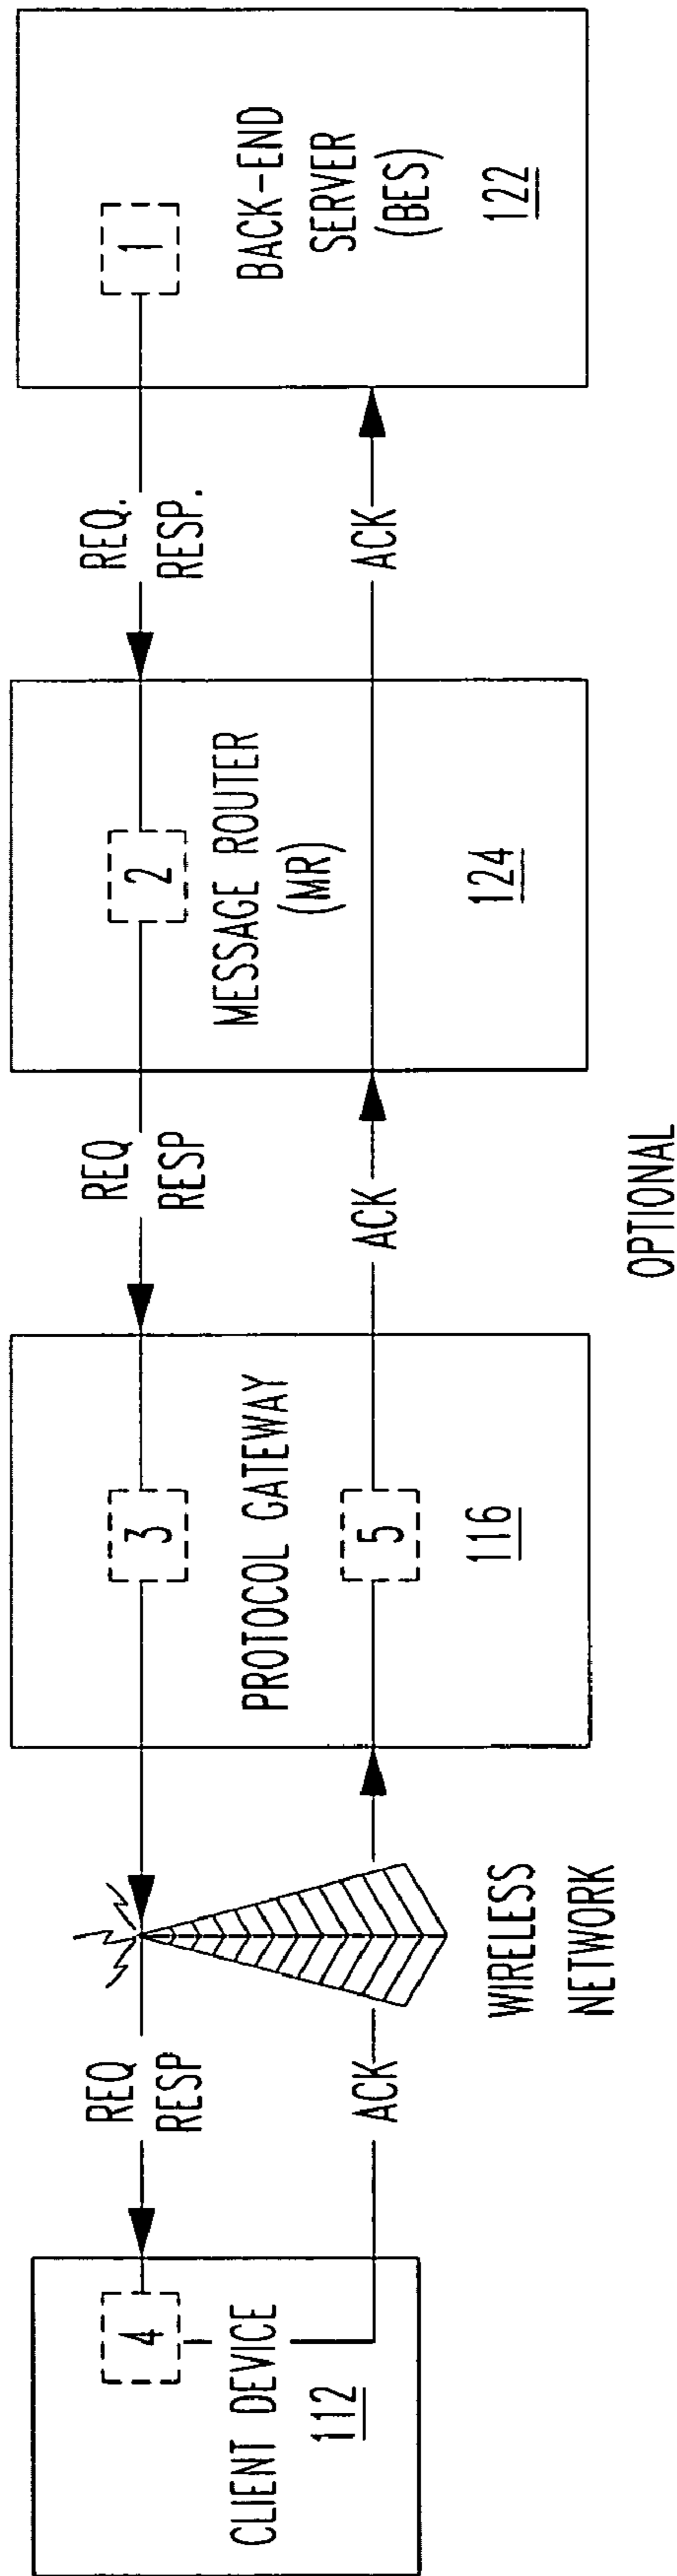 4
CLIENT DEVICE
112
REQ
RESP
ACK
WIRELESS
NETWORK
3
PROTOCOL GATEWAY
5
116
REQ
RESP
ACK
OPTIONAL
2
MESSAGE ROUTER
(MR)
124
REQ.
RESP.
ACK
1
BACK-END
SERVER
(BES)
122